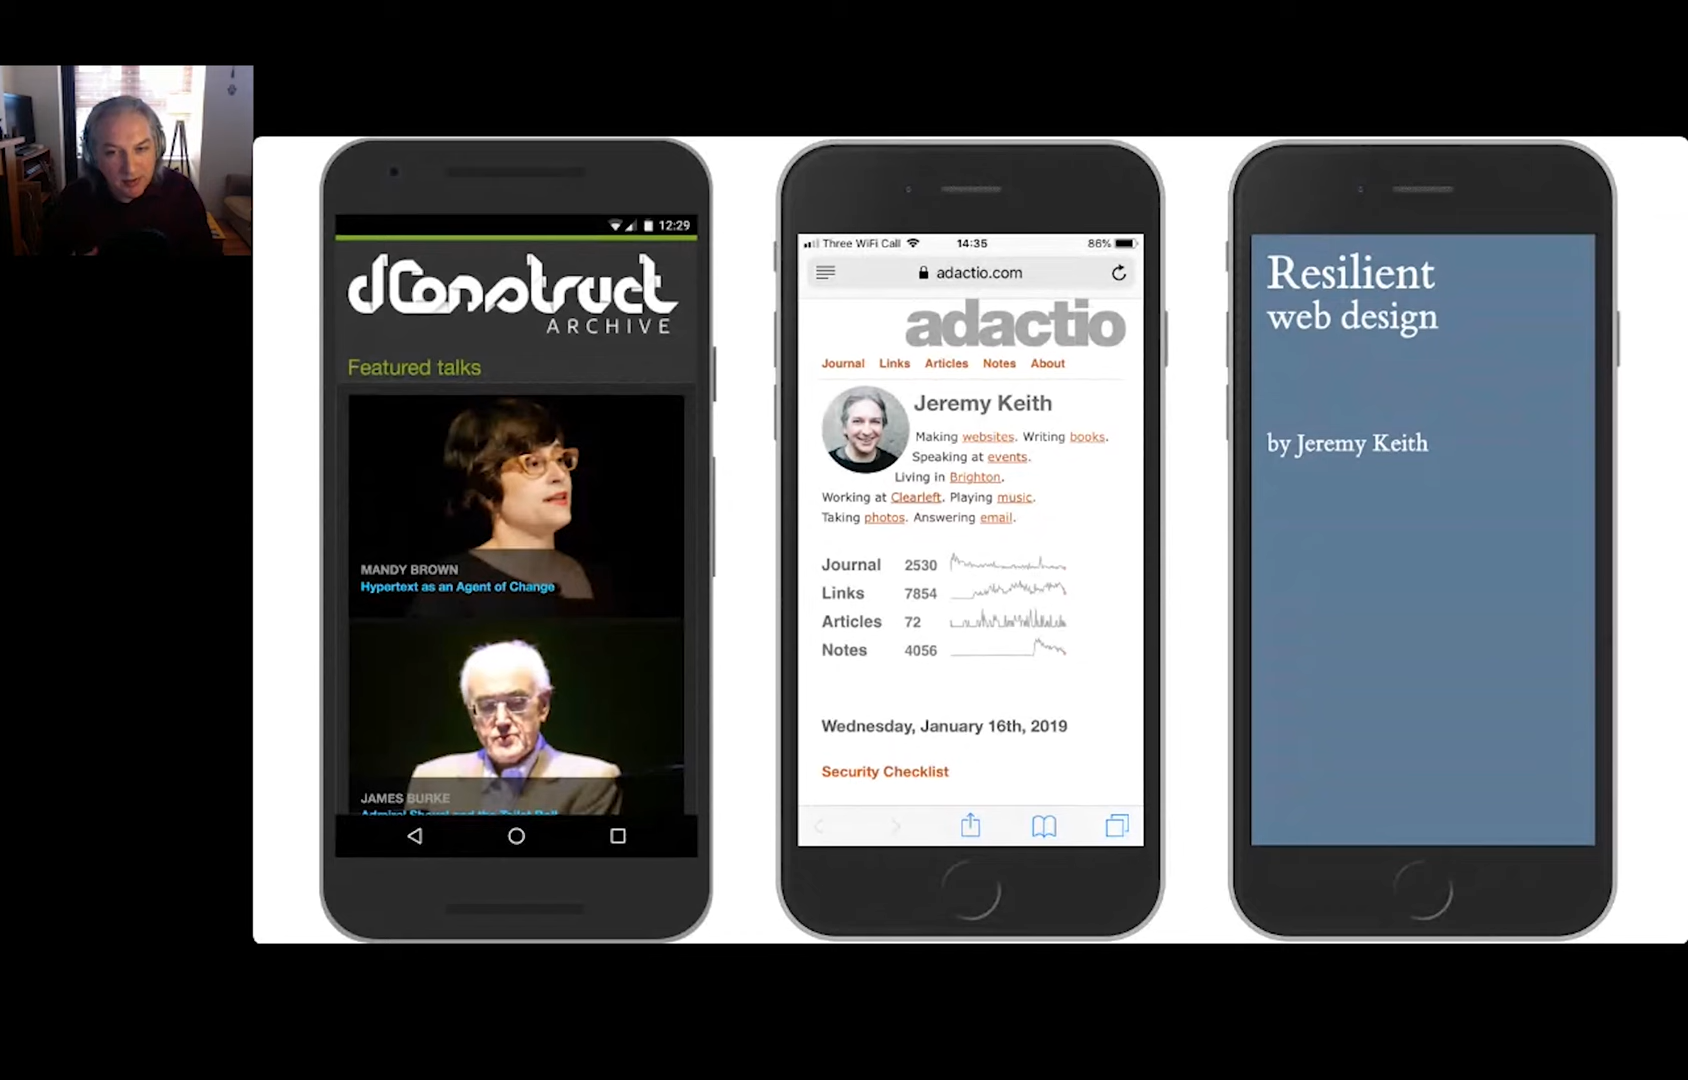 12:29
dConstruct
ARCHIVE
Featured talks
MANDY BROWN
Hypertext as an Agent of Change
JAMES BURKE
Three WiFi Call
14:35
86%
adactio.com
adactio
Journal Links Articles Notes About
Jeremy Keith
Making websites. Writing books.
Speaking at events.
Living in Brighton.
Working at Clearleft. Playing music.
Taking photos. Answering email.
Journal 2530
Links 7854
Articles 72
Notes 4056
Wednesday, January 16th, 2019
Security Checklist
Resilient
web design
by Jeremy Keith